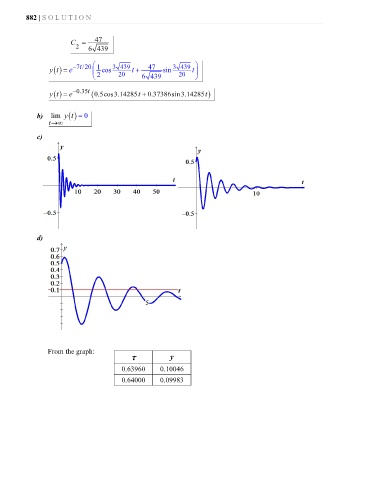 882 | S O L U T I O N
C₂ = 47 / (6√439)
y(t) = e^(−7t/20) (1/2 cos 3√439/20 t + 47/(6√439) sin 3√439/20 t)
y(t) = e^(−0.35t) (0.5cos3.14285t + 0.37386sin3.14285t)
b) lim y(t) = 0
t→∞
c)
y
0.5
t
10 20 30 40 50
−0.5
y
0.5
t
10
−0.5
d)
y
0.7
0.6
0.5
0.4
0.3
0.2
0.1
t
5
From the graph:
τ y
0.63960 0.10046
0.64000 0.09983